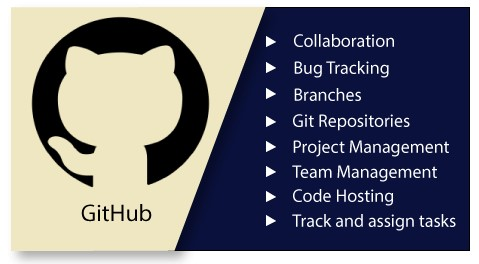 GitHub
Collaboration
Bug Tracking
Branches
Git Repositories
Project Management
Team Management
Code Hosting
Track and assign tasks